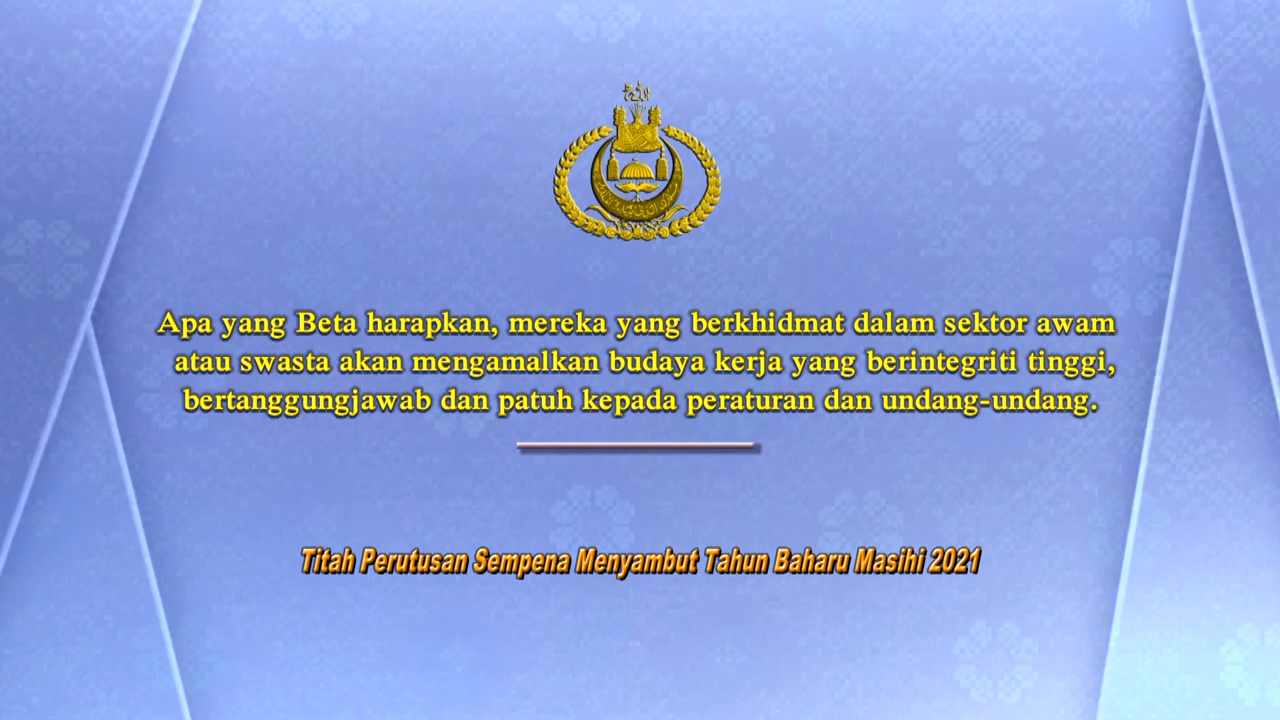 Apa yang Beta harapkan, mereka yang berkhidmat dalam sektor awam
atau swasta akan mengamalkan budaya kerja yang berintegriti tinggi,
bertanggungjawab dan patuh kepada peraturan dan undang-undang.
Titah Perutusan Sempena Menyambut Tahun Baharu Masihi 2021